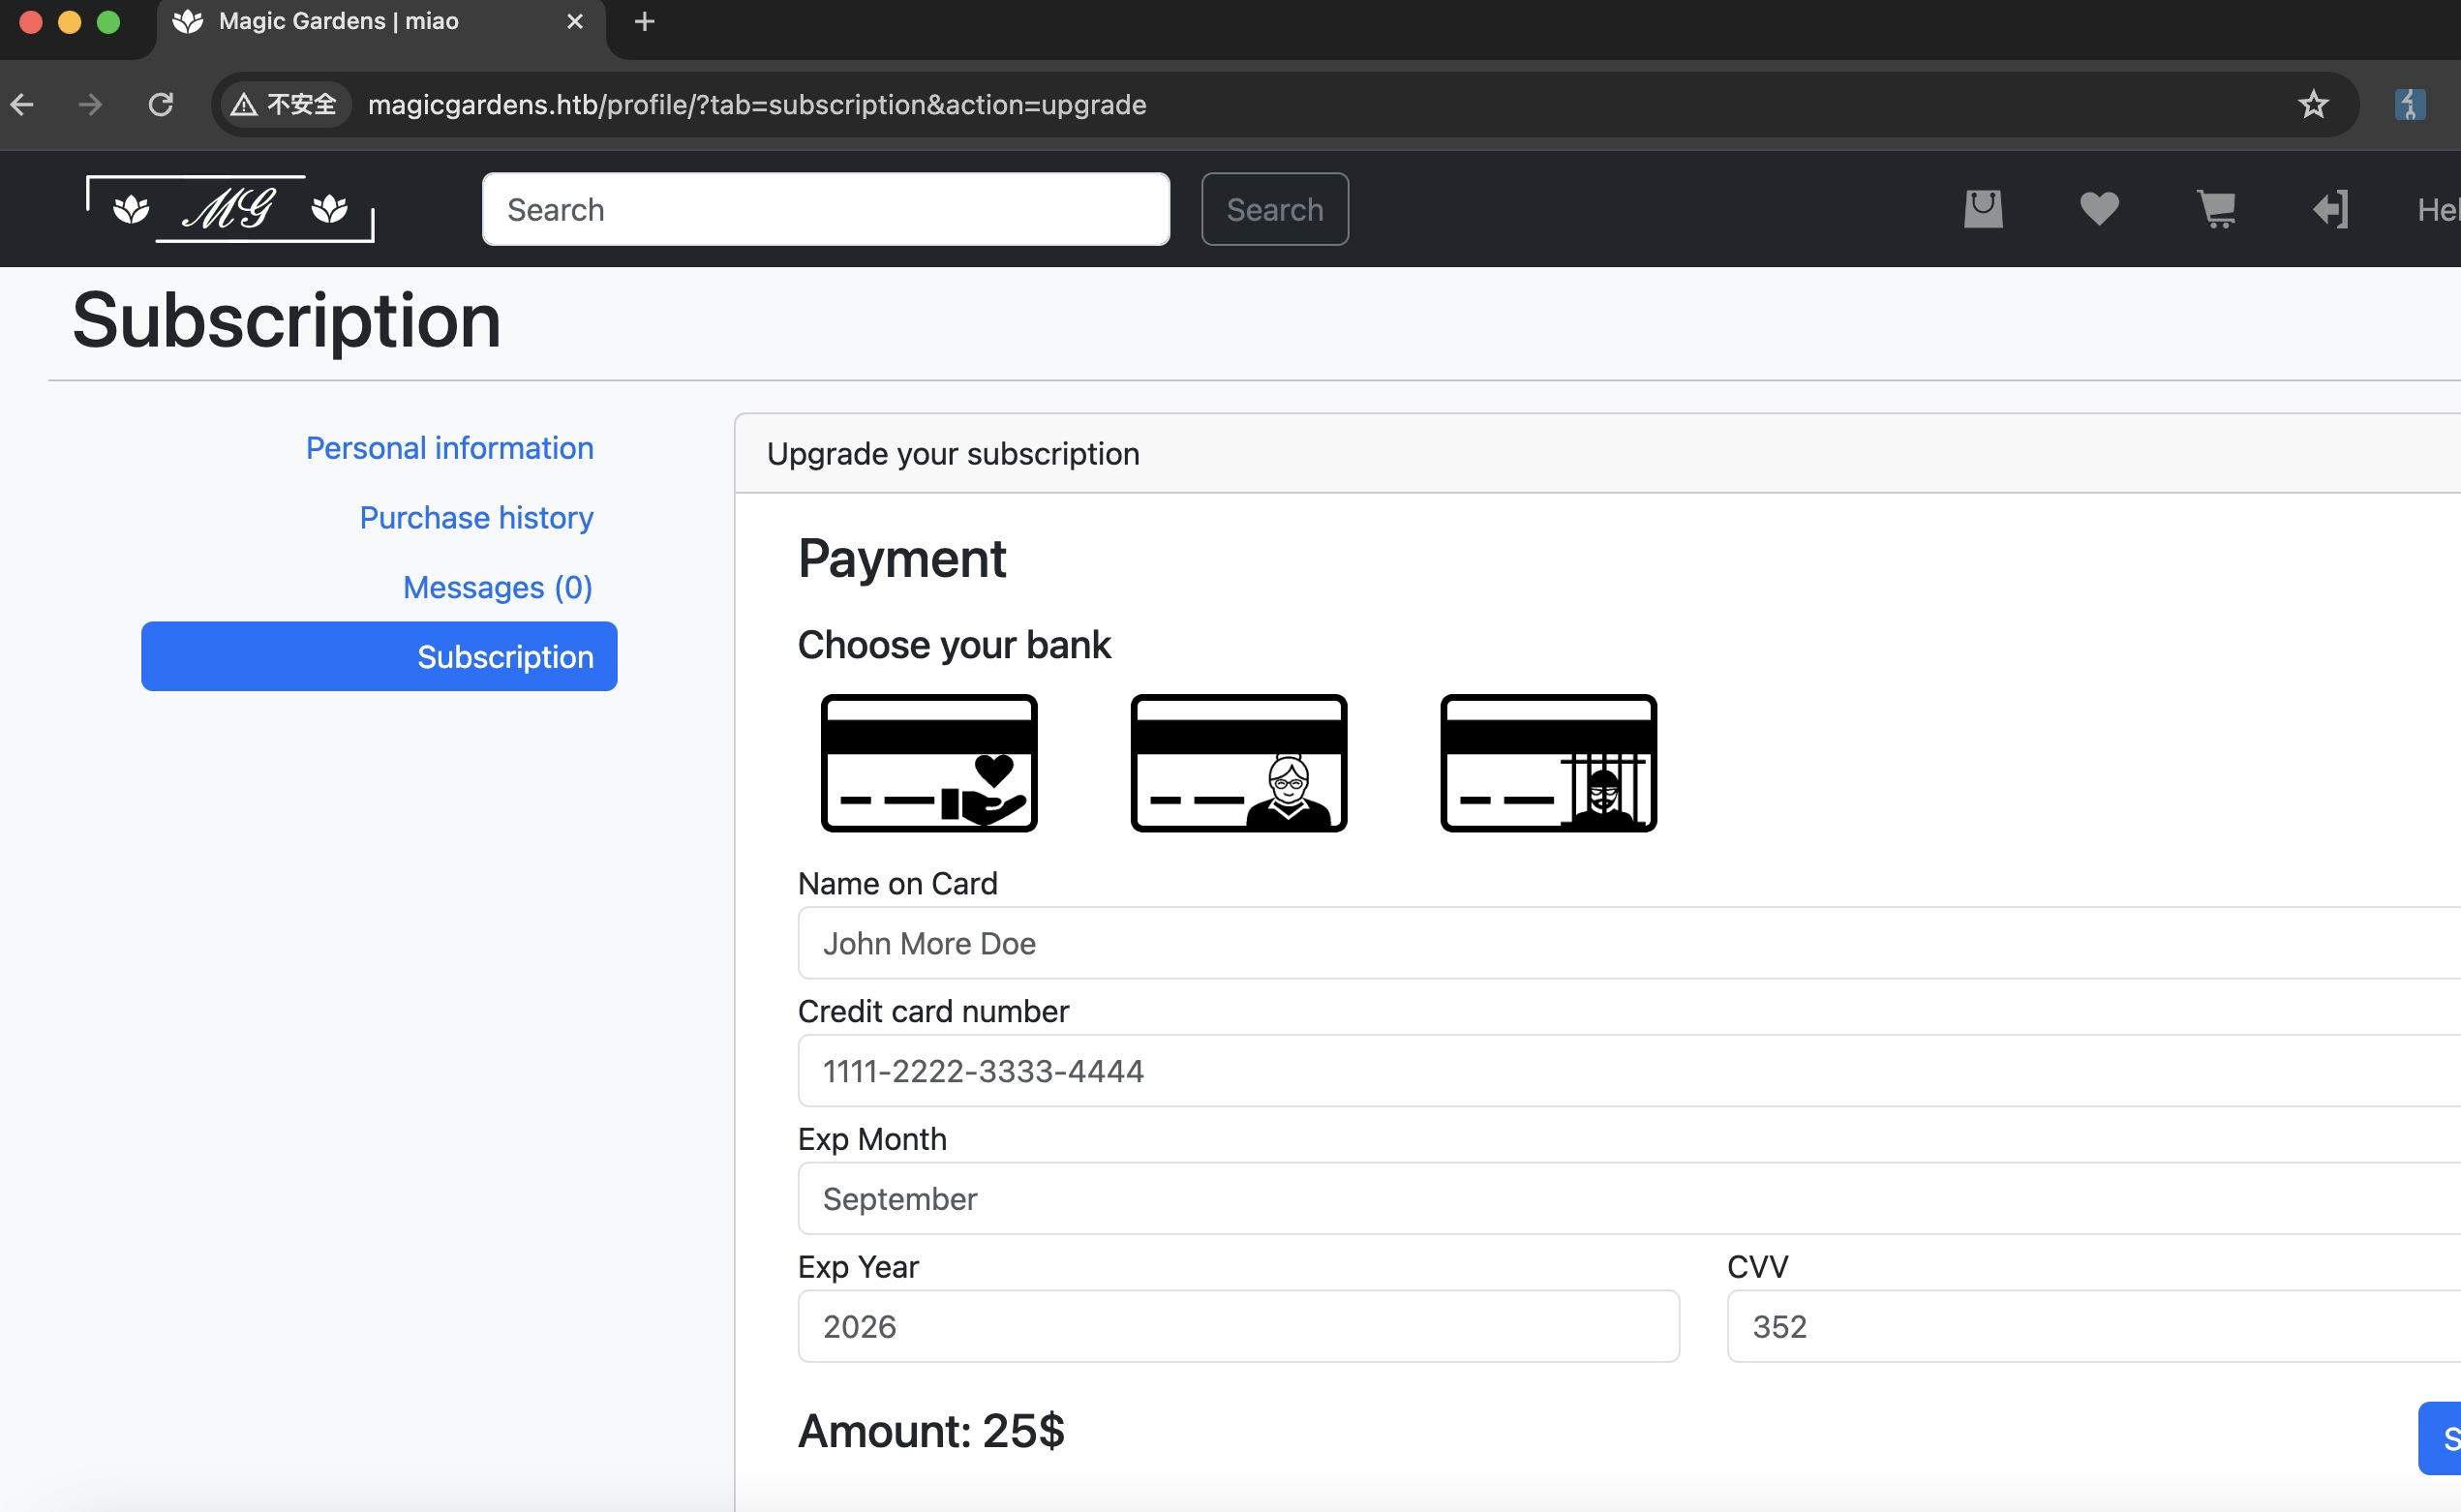 Magic Gardens | miao
不安全 magicgardens.htb/profile/?tab=subscription&action=upgrade
MG Search Search Hel
Subscription
Personal information
Purchase history
Messages (0)
Subscription
Upgrade your subscription
Payment
Choose your bank
Name on Card
John More Doe
Credit card number
1111-2222-3333-4444
Exp Month
September
Exp Year CVV
2026 352
Amount: 25$ S